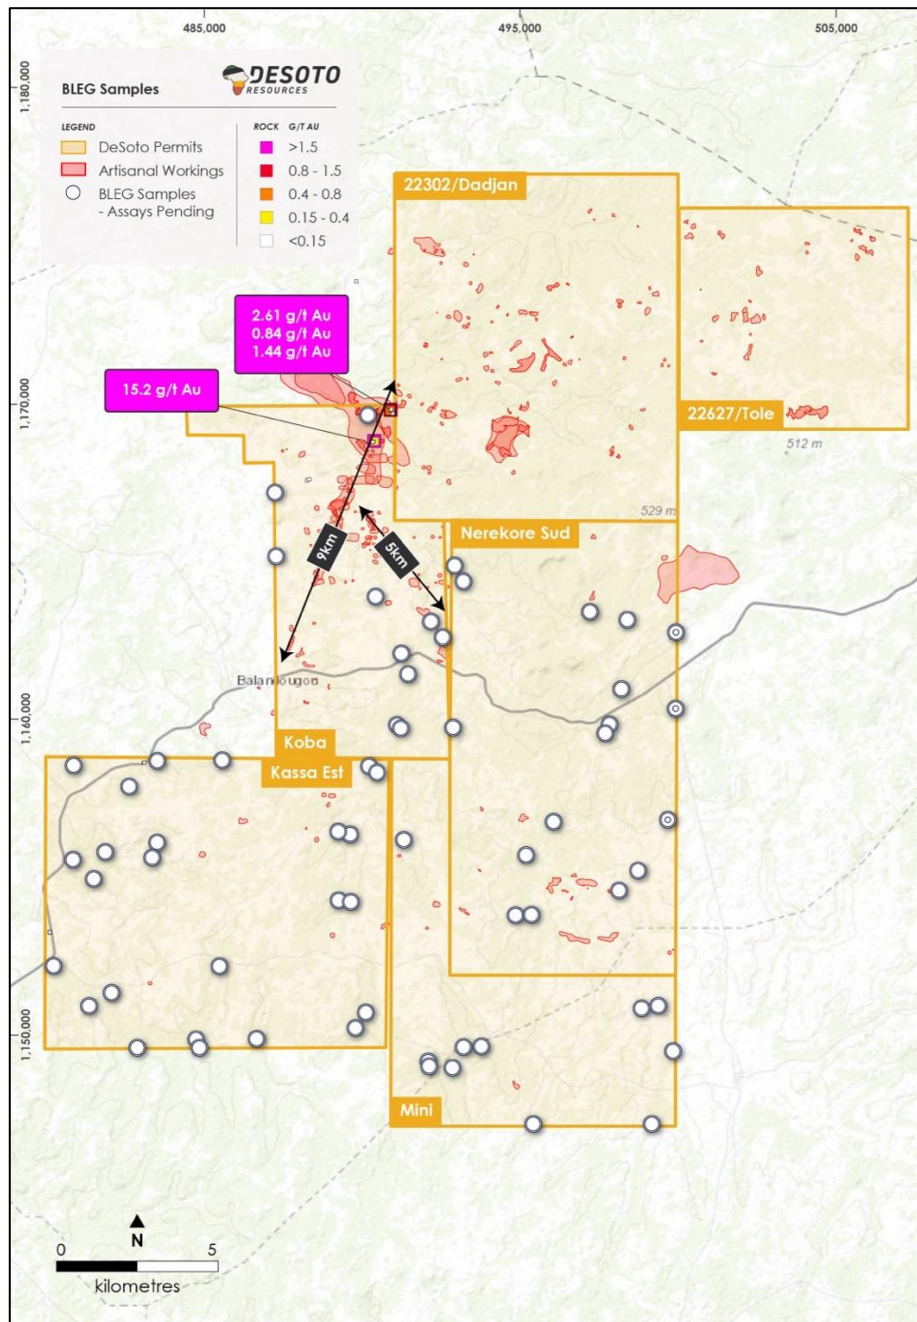 485,000
495,000
505,000
1,180,000
1,170,000
1,160,000
1,150,000
BLEG Samples
DESOTO
RESOURCES
LEGEND
DeSoto Permits
Artisanal Workings
BLEG Samples
- Assays Pending
ROCK G/T AU
>1.5
0.8 - 1.5
0.4 - 0.8
0.15 - 0.4
<0.15
22302/Dadjan
2.61 g/t Au
0.84 g/t Au
1.44 g/t Au
15.2 g/t Au
22627/Tole
512 m
529 m
Nerekore Sud
9km
5km
Balandougou
Koba
Kassa Est
Mini
N
0 5
kilometres